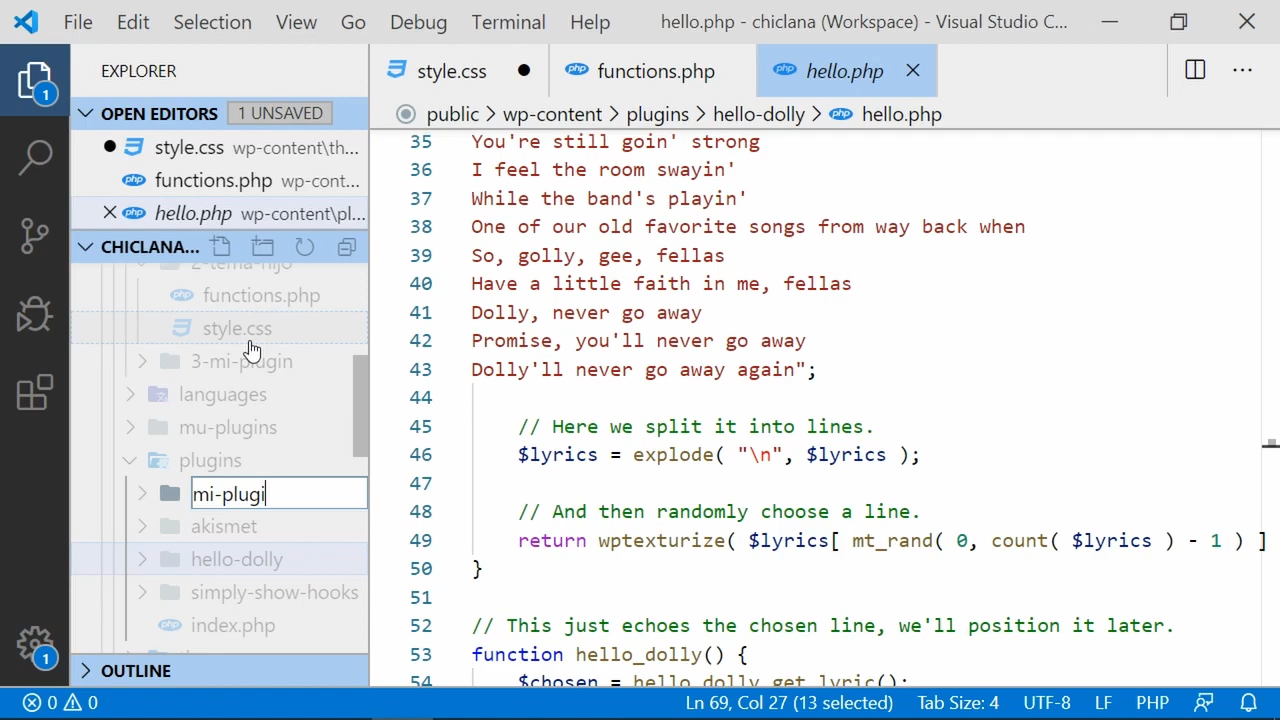 File Edit Selection View Go Debug Terminal Help hello.php - chiclana (Workspace) - Visual Studio C...
EXPLORER
style.css functions.php hello.php
OPEN EDITORS 1 UNSAVED
public > wp-content > plugins > hello-dolly > hello.php
style.css wp-content\th...
functions.php wp-cont...
hello.php wp-content\pl...
CHICLANA...
2-tema-hijo
functions.php
style.css
3-mi-plugin
languages
mu-plugins
plugins
mi-plugi
akismet
hello-dolly
simply-show-hooks
index.php
OUTLINE
35 You're still goin' strong
36 I feel the room swayin'
37 While the band's playin'
38 One of our old favorite songs from way back when
39 So, golly, gee, fellas
40 Have a little faith in me, fellas
41 Dolly, never go away
42 Promise, you'll never go away
43 Dolly'll never go away again";
44
45 // Here we split it into lines.
46 $lyrics = explode( "\n", $lyrics );
47
48 // And then randomly choose a line.
49 return wptexturize( $lyrics[ mt_rand( 0, count( $lyrics ) - 1 ) ]
50 }
51
52 // This just echoes the chosen line, we'll position it later.
53 function hello_dolly() {
54 $chosen = hello_dolly_get_lyric();
1
1
0 0 Ln 69, Col 27 (13 selected) Tab Size: 4 UTF-8 LF PHP